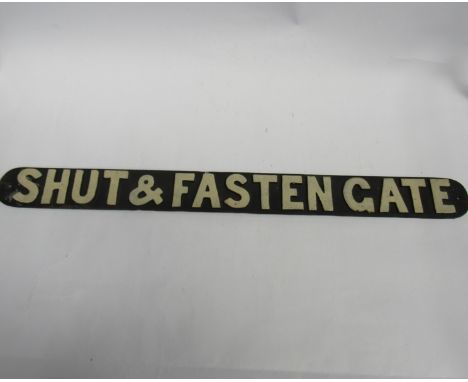 SHUT & FASTEN GATE